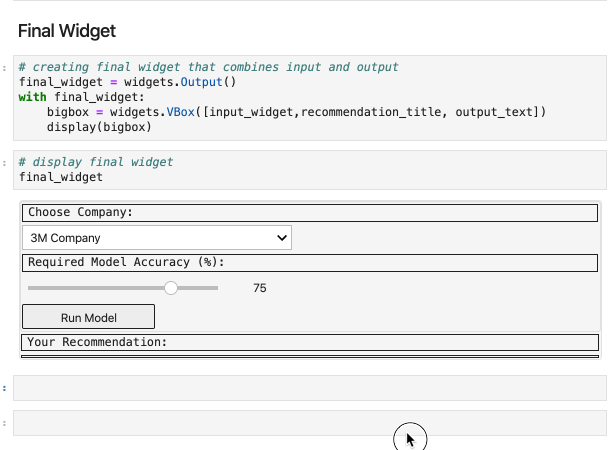 Final Widget
# creating final widget that combines input and output
final_widget = widgets.Output()
with final_widget:
    bigbox = widgets.VBox([input_widget,recommendation_title, output_text])
    display(bigbox)
# display final widget
final_widget
Choose Company:
3M Company
Required Model Accuracy (%):
75
Run Model
Your Recommendation: